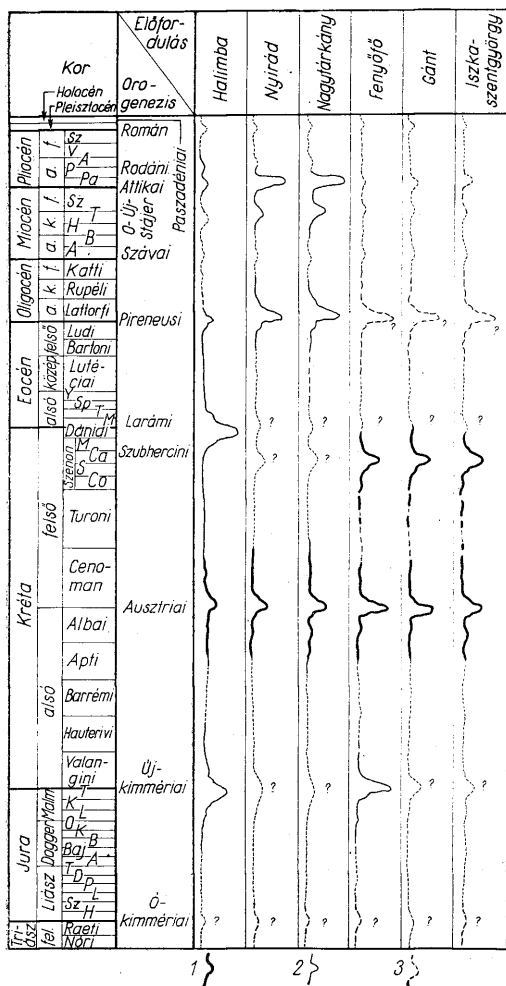 Kor
Holocén
Pleisztocén
Előfor-
dulás
Oro-
genezis
Halimba
Nyirád
Nagytárkány
Fenyőfő
Gánt
Iszka-
szentgyörgy
Pliocén
f.
a.
Sz
V
A
P
Pa
Miocén
f.
k.
a.
Sz
T
H
B
A
Oligocén
f.
k.
a.
Katti
Rupéli
Lattorfi
Eocén
felső
közép
alsó
Ludi
Bartoni
Luté-
ciai
Y
Sp
T
M
Kréta
felső
Dániai
Szenon
M
Ca
S
Co
Turoni
Ceno-
man
alsó
Albai
Apti
Barrémi
Hauterivi
Valan-
gini
Jura
Malm
T
K
L
Dogger
O
K
B
Baj
A
Liász
T
D
P
L
Sz
H
Tri-
ász
fel.
Raeti
Nóri
Román
Rodáni
Attikai
Ó- Új-
Stájer
Paszadéniai
Szávai
Pireneusi
Larámi
Szubhercini
Ausztriai
Új-
kimmériai
Ó-
kimmériai
? ? ?
? ? ? ? ?
? ?
? ? ? ?
? ? ? ? ? ?
1 2 3